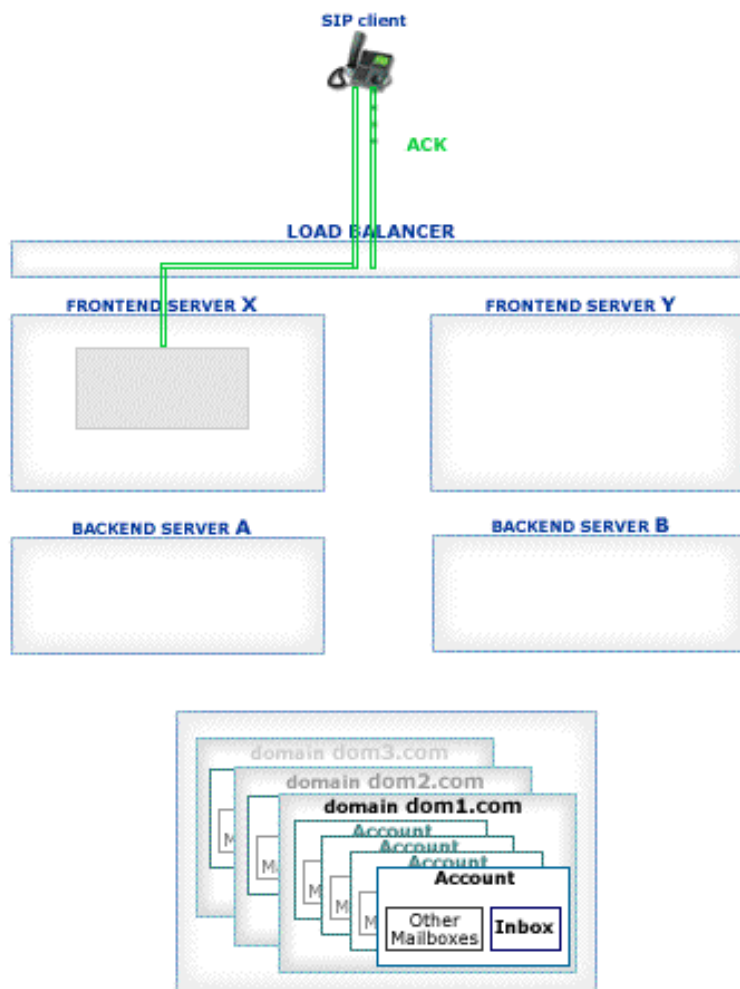 SIP client
ACK
LOAD BALANCER
FRONTEND SERVER X
FRONTEND SERVER Y
BACKEND SERVER A
BACKEND SERVER B
domain dom3.com
domain dom2.com
domain dom1.com
Account
Account
Account
Account
Other
Mailboxes
Inbox